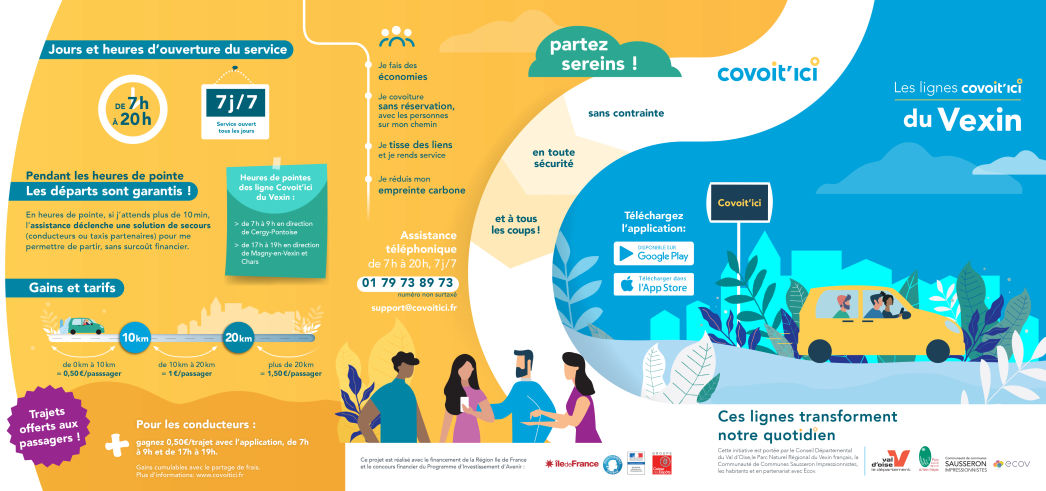 Jours et heures d'ouverture du service
DE 7h
À 20h
7j/7
Service ouvert
tous les jours
Pendant les heures de pointe
Les départs sont garantis !
En heures de pointe, si j'attends plus de 10min,
l'assistance déclenche une solution de secours
(conducteurs ou taxis partenaires) pour me
permettre de partir, sans surcoût financier.
Heures de pointes
des ligne Covoit'ici
du Vexin :
> de 7h à 9h en direction
de Cergy-Pontoise
> de 17h à 19h en direction
de Magny-en-Vexin et
Chars
Gains et tarifs
10km
20km
de 0km à 10km
= 0,50€/passsager
de 10km à 20km
= 1€/passager
plus de 20km
= 1,50€/passager
Trajets
offerts aux
passagers !
Pour les conducteurs :
gagnez 0,50€/trajet avec l'application, de 7h
à 9h et de 17h à 19h.
Gains cumulables avec le partage de frais.
Plus d'informations: www.covoitici.fr
Je fais des
économies
Je covoiture
sans réservation,
avec les personnes
sur mon chemin
Je tisse des liens
et je rends service
Je réduis mon
empreinte carbone
Assistance
téléphonique
de 7h à 20h, 7j/7
01 79 73 89 73
numéro non surtaxé
support@covoitici.fr
partez
sereins !
sans contrainte
en toute
sécurité
et à tous
les coups !
Ce projet est réalisé avec le financement de la Région Ile de France
et le concours financier du Programme d'Investissement d'Avenir :
îledeFrance
covoit'ici
Les lignes covoit'ici
du Vexin
Téléchargez
l'application:
DISPONIBLE SUR
Google Play
Télécharger dans
l'App Store
Covoit'ici
Ces lignes transforment
notre quotidien
Cette initiative est portée par le Conseil Départemental
du Val d'Oise, le Parc Naturel Régional du Vexin français, la
Communauté de Communes Sausseron Impressionnistes,
les habitants et en partenariat avec Ecov.
val
d'oise
le département
Communauté de communes
SAUSSERON
IMPRESSIONNISTES
ecov